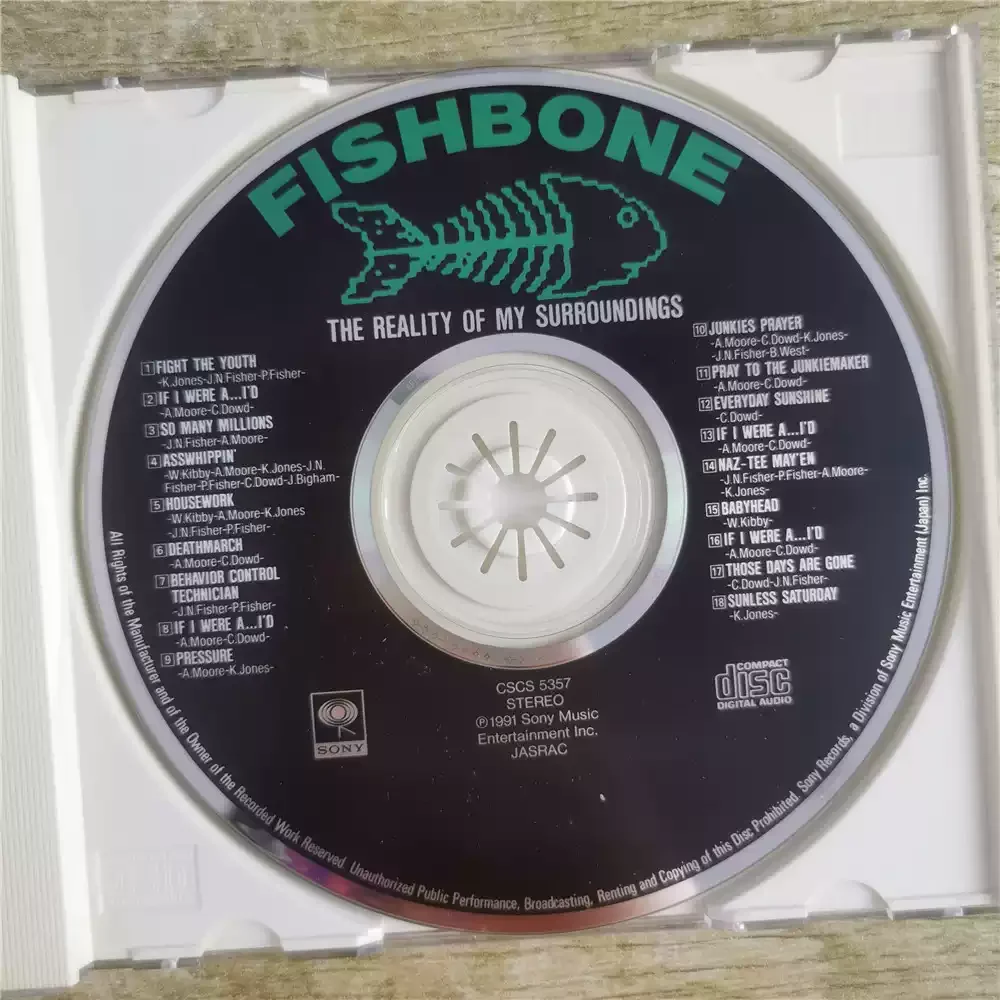 FISHBONE
THE REALITY OF MY SURROUNDINGS
1 FIGHT THE YOUTH
-K.Jones-J.N.Fisher-P.Fisher-
2 IF I WERE A...I'D
-A.Moore-C.Dowd-
3 SO MANY MILLIONS
-J.N.Fisher-A.Moore-
4 ASSWHIPPIN'
-W.Kibby-A.Moore-K.Jones-J.N.
Fisher-P.Fisher-C.Dowd-J.Bigham-
5 HOUSEWORK
-W.Kibby-A.Moore-K.Jones
-J.N.Fisher-P.Fisher-
6 DEATHMARCH
-A.Moore-C.Dowd-
7 BEHAVIOR CONTROL
TECHNICIAN
-J.N.Fisher-P.Fisher-
8 IF I WERE A...I'D
-A.Moore-C.Dowd-
9 PRESSURE
-A.Moore-K.Jones-
10 JUNKIES PRAYER
-A.Moore-C.Dowd-K.Jones-
-J.N.Fisher-B.West-
11 PRAY TO THE JUNKIEMAKER
-A.Moore-C.Dowd-
12 EVERYDAY SUNSHINE
-C.Dowd-
13 IF I WERE A...I'D
-A.Moore-C.Dowd-
14 NAZ-TEE MAY'EN
-J.N.Fisher-P.Fisher-A.Moore-
-K.Jones-
15 BABYHEAD
-W.Kibby-
16 IF I WERE A...I'D
-A.Moore-C.Dowd-
17 THOSE DAYS ARE GONE
-C.Dowd-J.N.Fisher-
18 SUNLESS SATURDAY
-K.Jones-
SONY
CSCS 5357
STEREO
℗1991 Sony Music
Entertainment Inc.
JASRAC
COMPACT
disc
DIGITAL AUDIO
All Rights of the Manufacturer and of the Owner of the Recorded Work Reserved. Unauthorized Public Performance, Broadcasting, Renting and Copying of this Disc Prohibited. Sony Records, a Division of Sony Music Entertainment (Japan) Inc.